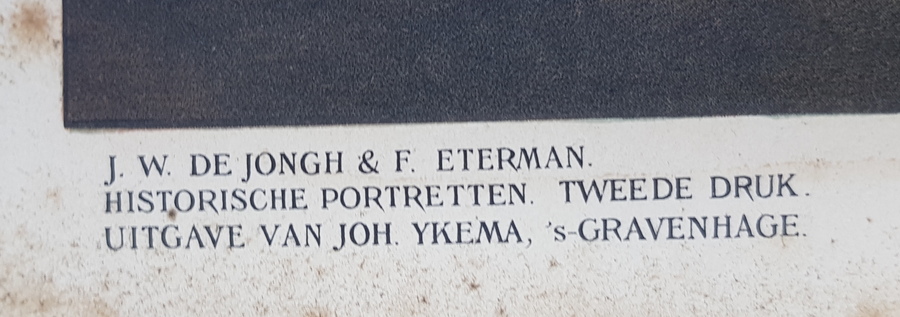 J. W. DE JONGH & F. ETERMAN.
HISTORISCHE PORTRETTEN. TWEEDE DRUK.
UITGAVE VAN JOH. YKEMA, 's-GRAVENHAGE.